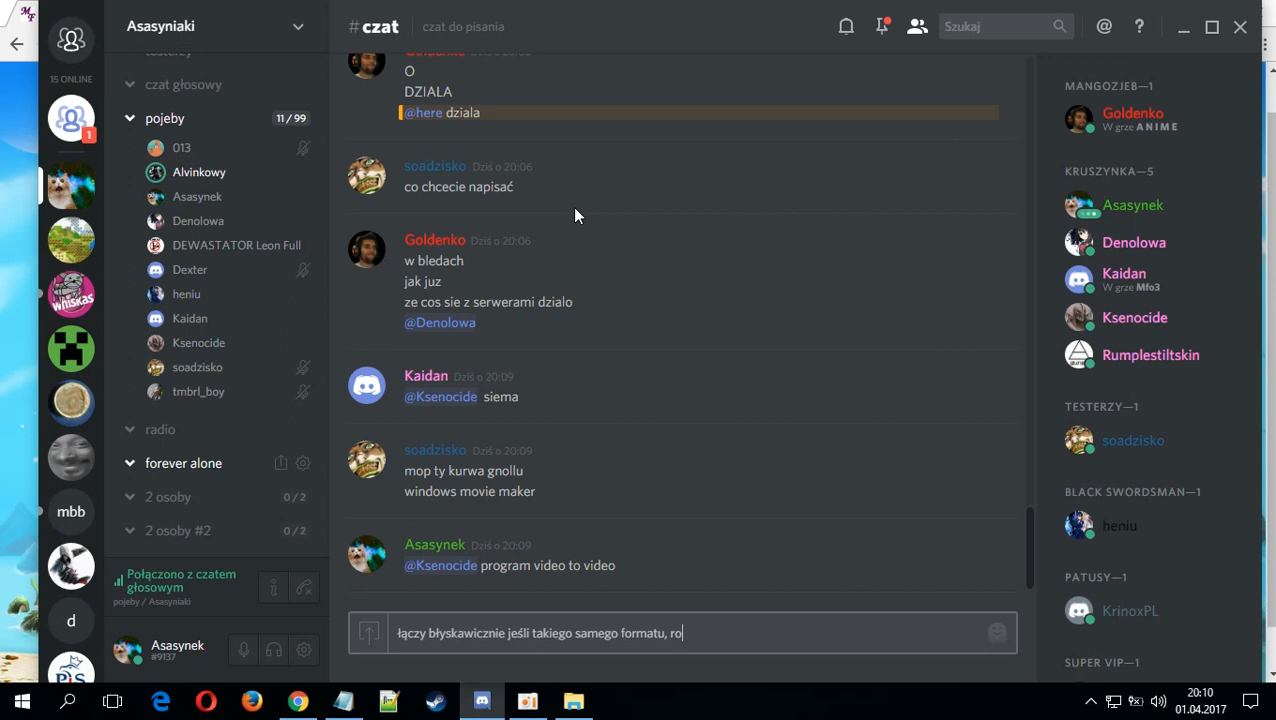 Asasyniaki
#czat
czat do pisania
Szukaj
@
?
15 ONLINE
1
mbb
d
PiS
testerzy
czat głosowy
pojeby
11 / 99
013
Alvinkowy
Asasynek
Denolowa
DEWASTATOR Leon Full
Dexter
heniu
Kaidan
Ksenocide
soadzisko
tmbrl_boy
radio
forever alone
2 osoby
0 / 2
2 osoby #2
0 / 2
Połączono z czatem
głosowym
pojeby / Asasyniaki
Asasynek
#9137
O
DZIALA
@here dziala
soadzisko Dziś o 20:06
co chcecie napisać
Goldenko Dziś o 20:06
w bledach
jak juz
ze cos sie z serwerami dzialo
@Denolowa
Kaidan Dziś o 20:09
@Ksenocide siema
soadzisko Dziś o 20:09
mop ty kurwa gnollu
windows movie maker
Asasynek Dziś o 20:09
@Ksenocide program video to video
łączy błyskawicznie jeśli takiego samego formatu, ro
MANGOZJEB—1
Goldenko
W grze ANIME
KRUSZYNKA—5
Asasynek
Denolowa
Kaidan
W grze Mfo3
Ksenocide
Rumplestiltskin
TESTERZY—1
soadzisko
BLACK SWORDSMAN—1
heniu
PATUSY—1
KrinoxPL
SUPER VIP—1
20:10
01.04.2017